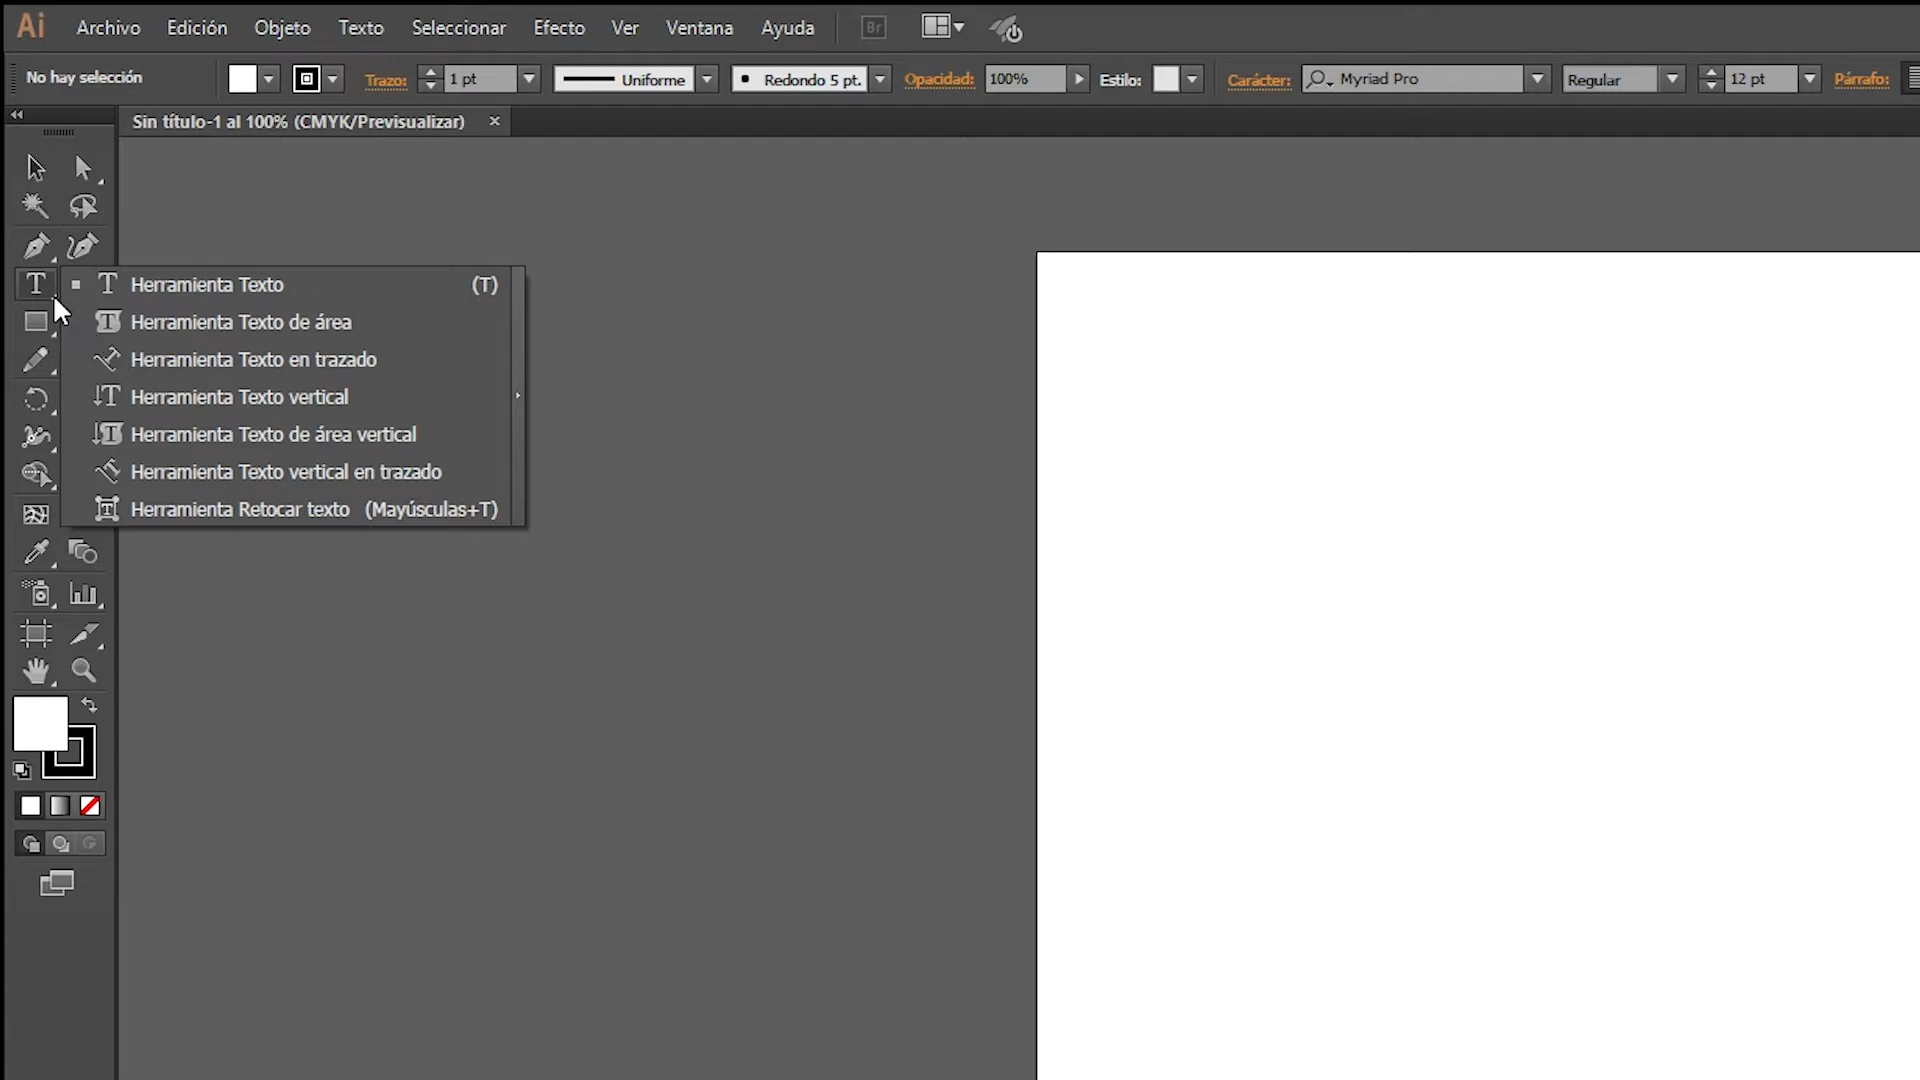 Ai Archivo Edición Objeto Texto Seleccionar Efecto Ver Ventana Ayuda Br
No hay selección Trazo: 1 pt Uniforme Redondo 5 pt. Opacidad: 100% Estilo: Carácter: Myriad Pro Regular 12 pt Párrafo:
Sin título-1 al 100% (CMYK/Previsualizar) ×
Herramienta Texto (T)
Herramienta Texto de área
Herramienta Texto en trazado
Herramienta Texto vertical
Herramienta Texto de área vertical
Herramienta Texto vertical en trazado
Herramienta Retocar texto (Mayúsculas+T)